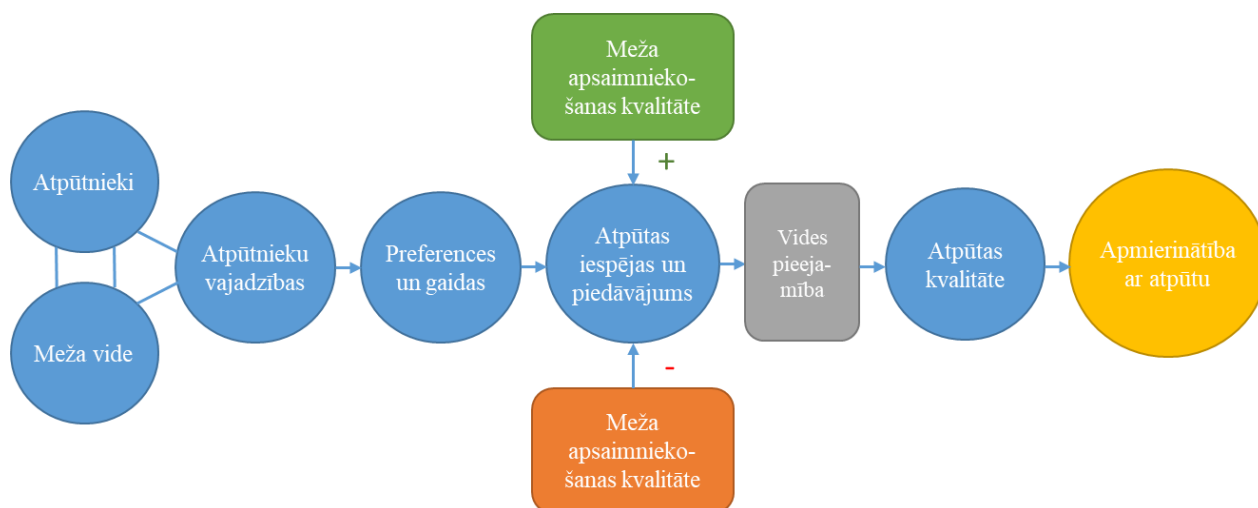 Meža
apsaimnieko-
šanas kvalitāte
+
Atpūtnieki
Meža vide
Atpūtnieku
vajadzības
Preferences
un gaidas
Atpūtas
iespējas un
piedāvājums
Vides
pieeja-
mība
Atpūtas
kvalitāte
Apmierinātība
ar atpūtu
-
Meža
apsaimnieko-
šanas kvalitāte